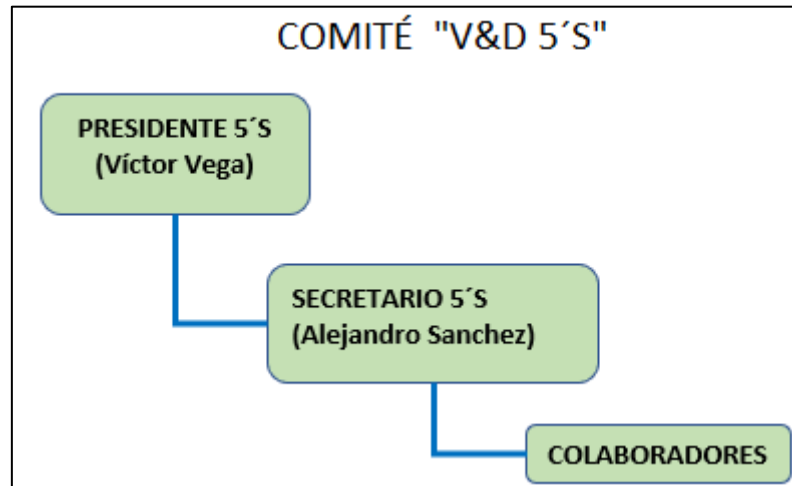 COMITÉ "V&D 5´S"
PRESIDENTE 5´S
(Víctor Vega)
SECRETARIO 5´S
(Alejandro Sanchez)
COLABORADORES